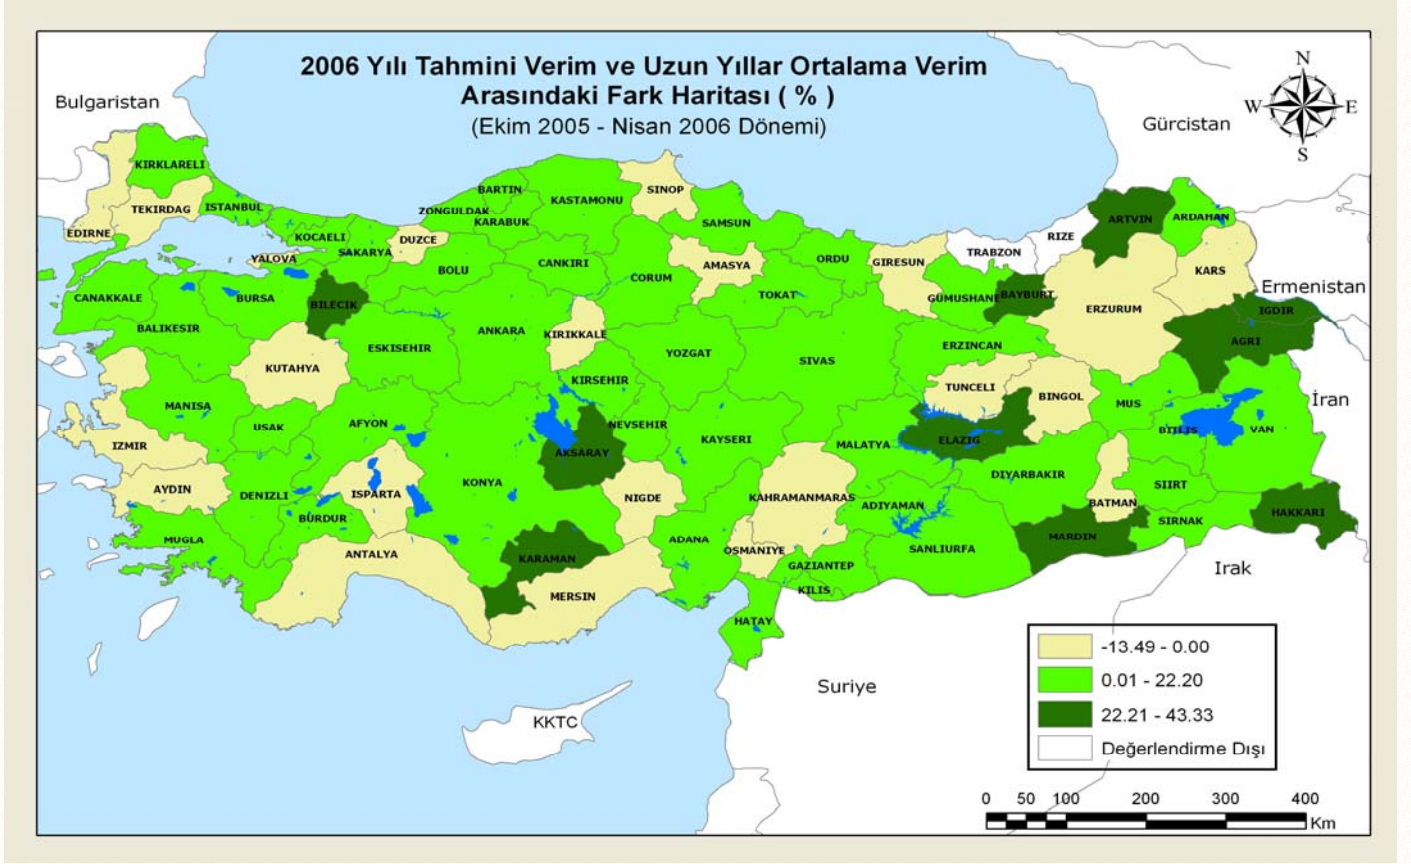 2006 Yılı Tahmini Verim ve Uzun Yıllar Ortalama Verim
Arasındaki Fark Haritası ( % )
(Ekim 2005 - Nisan 2006 Dönemi)
N
W E
S
Bulgaristan
Gürcistan
Ermenistan
İran
Irak
Suriye
KKTC
KIRKLARELI
TEKIRDAG
EDIRNE
ISTANBUL
KOCAELI
YALOVA
SAKARYA
DUZCE
ZONGULDAK
BARTIN
KARABUK
KASTAMONU
SINOP
SAMSUN
BOLU
CANKIRI
CORUM
AMASYA
ORDU
TOKAT
GIRESUN
TRABZON
RIZE
ARTVIN
ARDAHAN
KARS
GUMUSHANE
BAYBURT
ERZURUM
IGDIR
AGRI
CANAKKALE
BURSA
BILECIK
BALIKESIR
ESKISEHIR
ANKARA
KIRIKKALE
YOZGAT
SIVAS
ERZINCAN
KUTAHYA
KIRSEHIR
TUNCELI
BINGOL
MUS
MANISA
USAK
AFYON
NEVSEHIR
KAYSERI
MALATYA
ELAZIG
BITLIS
VAN
IZMIR
AKSARAY
AYDIN
DENIZLI
ISPARTA
KONYA
NIGDE
KAHRAMANMARAS
ADIYAMAN
DIYARBAKIR
BATMAN
SIIRT
SIRNAK
HAKKARI
BURDUR
MUGLA
ANTALYA
KARAMAN
ADANA
OSMANIYE
GAZIANTEP
SANLIURFA
MARDIN
MERSIN
KILIS
HATAY
-13.49 - 0.00
0.01 - 22.20
22.21 - 43.33
Değerlendirme Dışı
0 50 100 200 300 400
Km